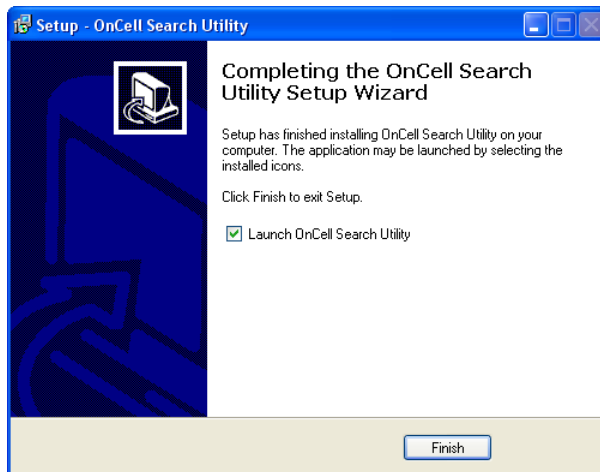 Setup - OnCell Search Utility
Completing the OnCell Search
Utility Setup Wizard
Setup has finished installing OnCell Search Utility on your
computer. The application may be launched by selecting the
installed icons.
Click Finish to exit Setup.
Launch OnCell Search Utility
Finish